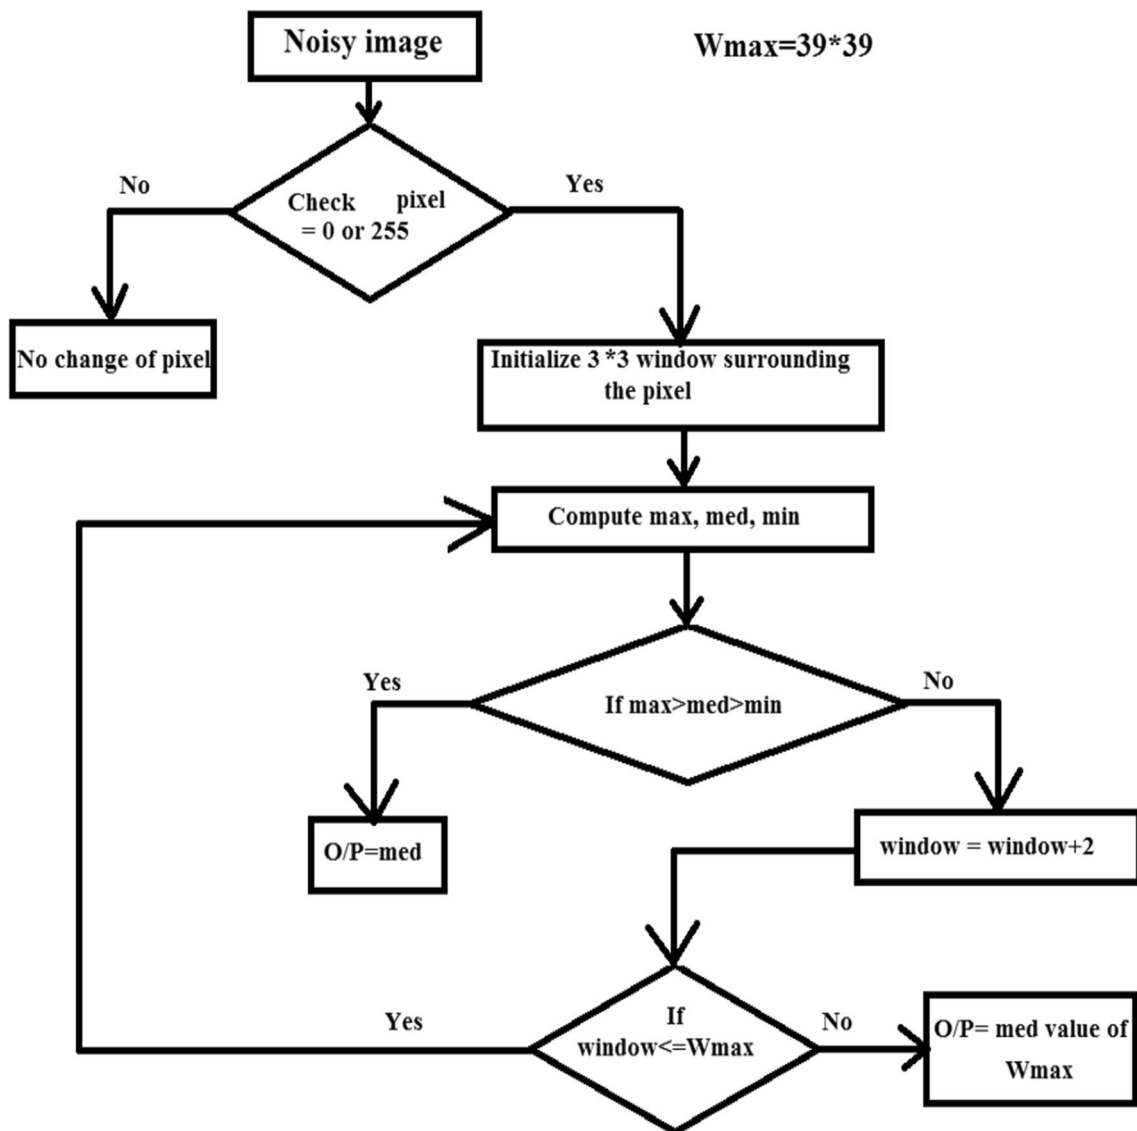 Noisy image
Wmax=39*39
No
Yes
Check pixel
= 0 or 255
No change of pixel
Initialize 3*3 window surrounding
the pixel
Compute max, med, min
Yes
No
If max>med>min
O/P=med
window = window+2
Yes
If
window<=Wmax
No
O/P= med value of
Wmax